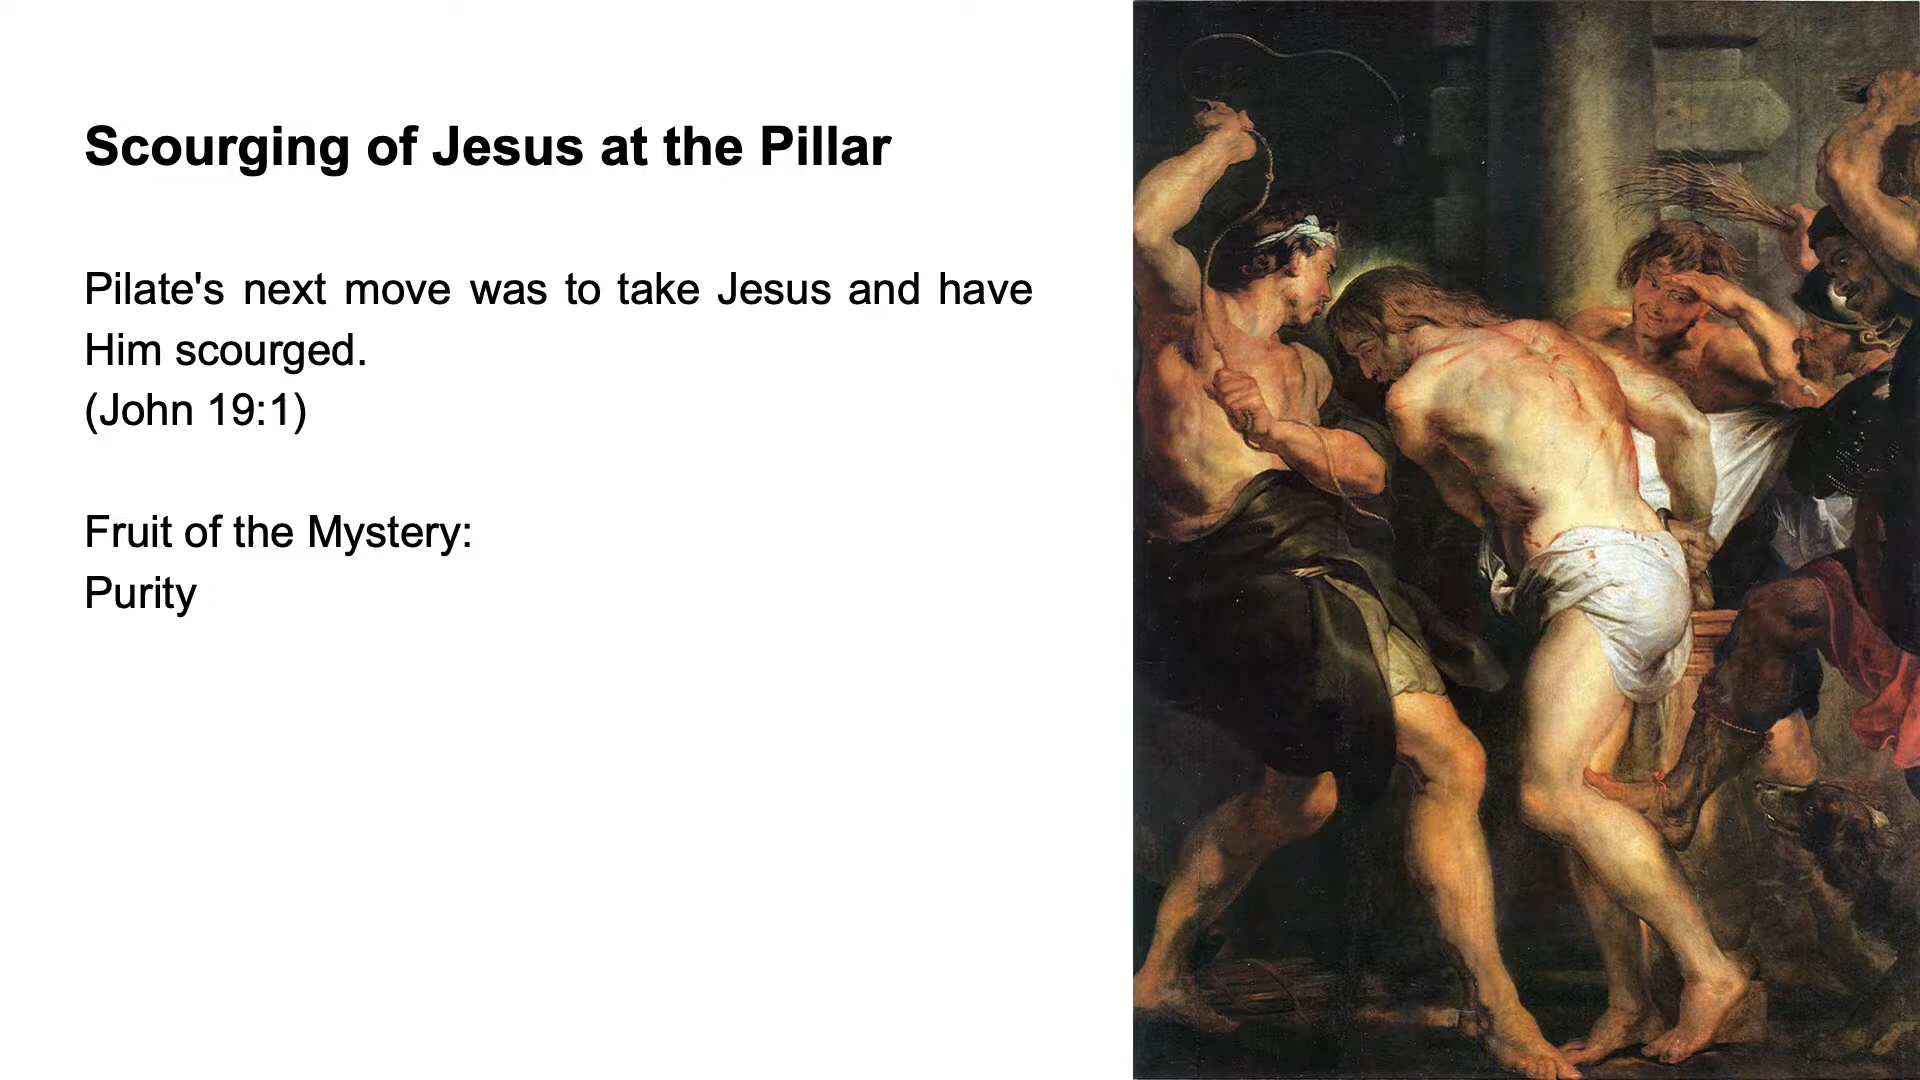 Scourging of Jesus at the Pillar
Pilate's next move was to take Jesus and have
Him scourged.
(John 19:1)
Fruit of the Mystery:
Purity